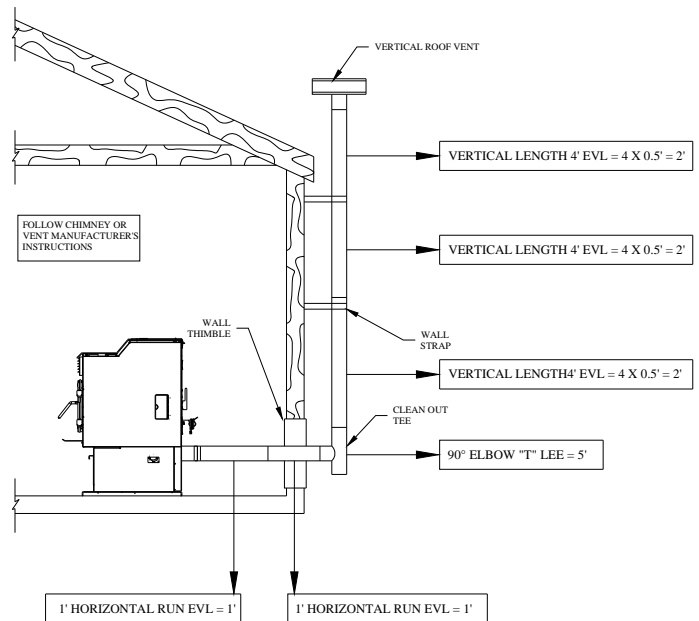 VERTICAL ROOF VENT
VERTICAL LENGTH 4' EVL = 4 X 0.5' = 2'
FOLLOW CHIMNEY OR
VENT MANUFACTURER'S
INSTRUCTIONS
VERTICAL LENGTH 4' EVL = 4 X 0.5' = 2'
WALL
THIMBLE
WALL
STRAP
VERTICAL LENGTH4' EVL = 4 X 0.5' = 2'
CLEAN OUT
TEE
90° ELBOW "T" LEE = 5'
1' HORIZONTAL RUN EVL = 1'
1' HORIZONTAL RUN EVL = 1'